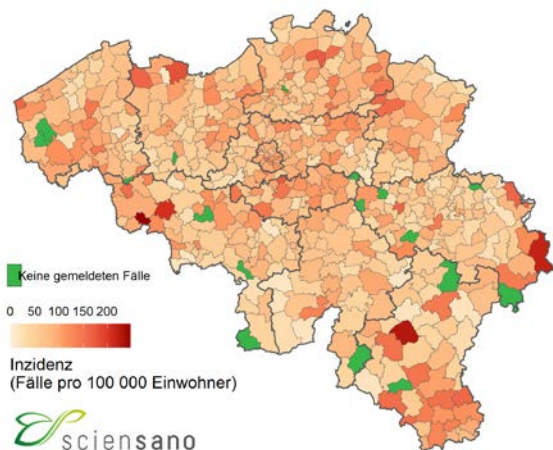 Keine gemeldeten Fälle
0 50 100 150 200
Inzidenz
(Fälle pro 100 000 Einwohner)
sciensano